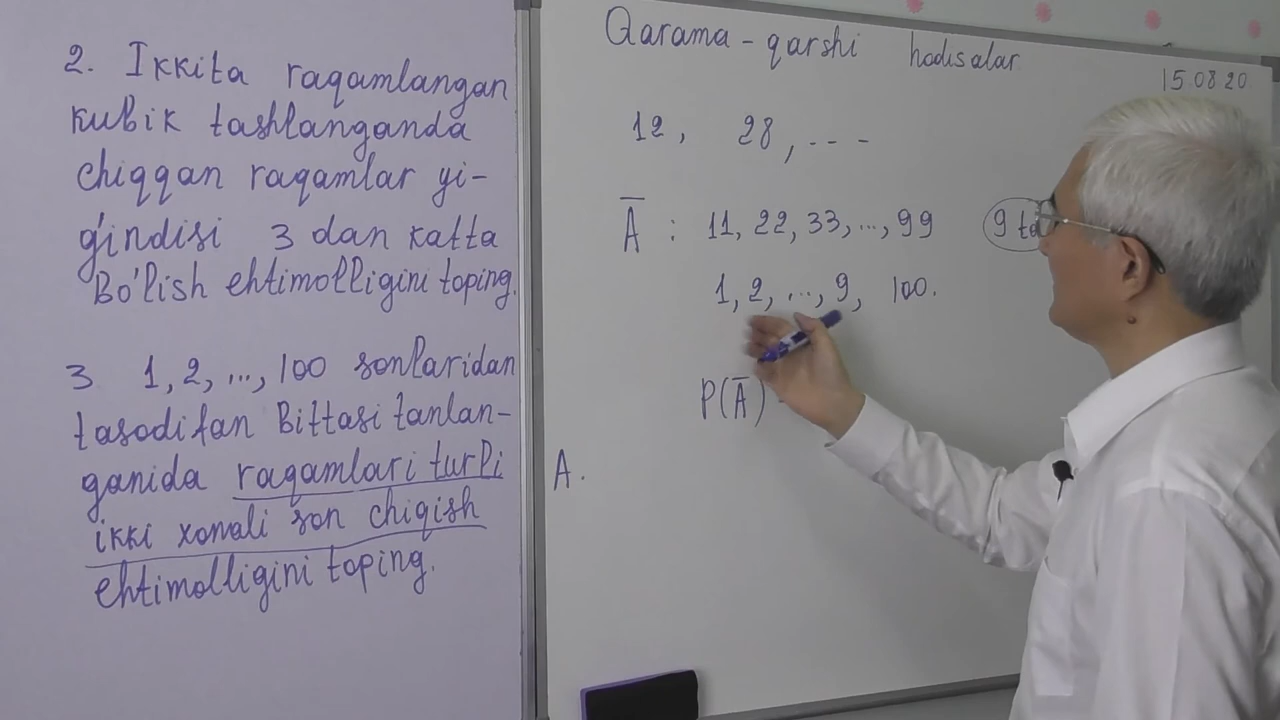 2. Ikkita raqamlangan
kubik tashlanganda
chiqqan raqamlar yi-
g'indisi 3 dan katta
Bo'lish ehtimolligini toping.
3 1, 2, ..., 100 sonlaridan
tasodifan Bittasi tanlan-
ganida raqamlari turli
ikki xonali son chiqish
ehtimolligini toping.
Qarama - qarshi hodisalar
15.08.20.
12, 28, - - -
A̅ : 11, 22, 33, ..., 99 9 ta
1, 2, ..., 9, 100.
P(A̅)
A.